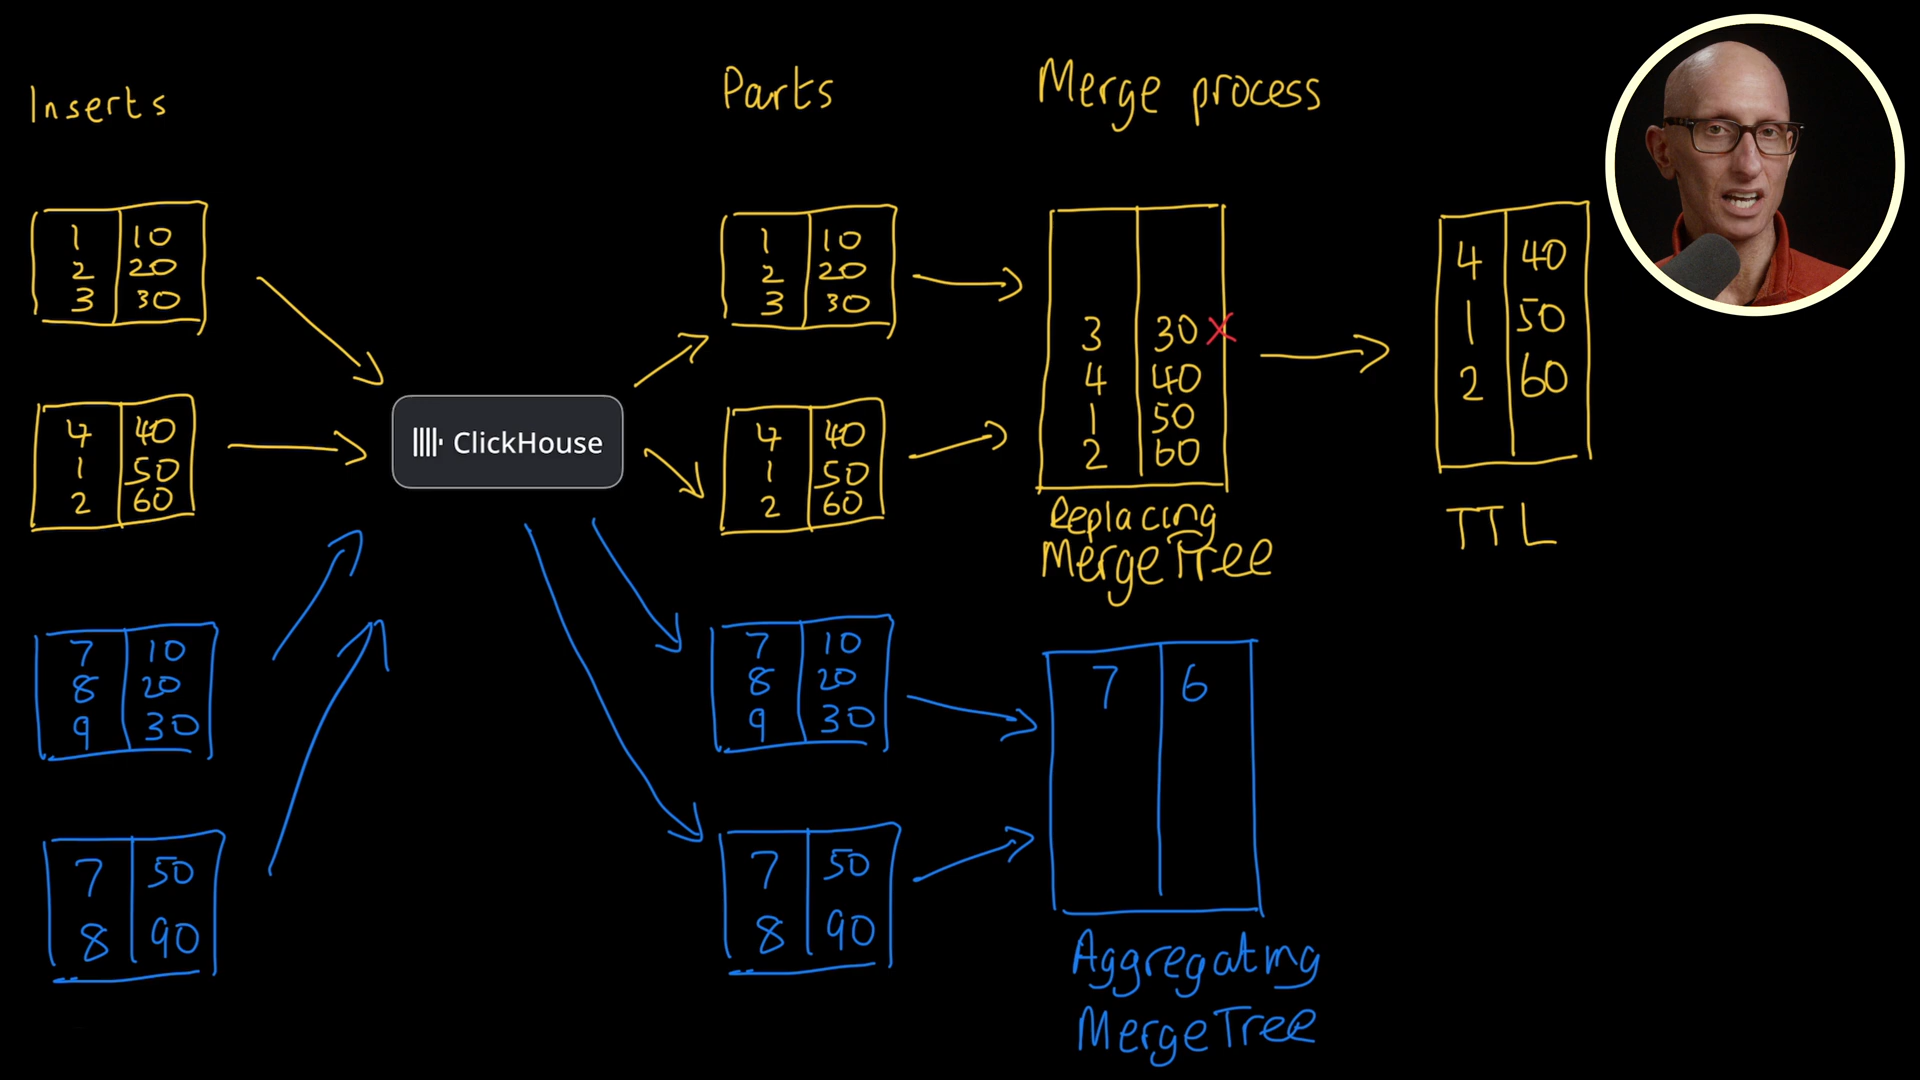 Inserts
Parts
Merge process
1 10
2 20
3 30
4 40
1 50
2 60
7 10
8 20
9 30
7 50
8 90
ClickHouse
1 10
2 20
3 30
4 40
1 50
2 60
7 10
8 20
9 30
7 50
8 90
3 30 X
4 40
1 50
2 60
Replacing
MergeTree
4 40
1 50
2 60
TTL
7 6
Aggregating
MergeTree